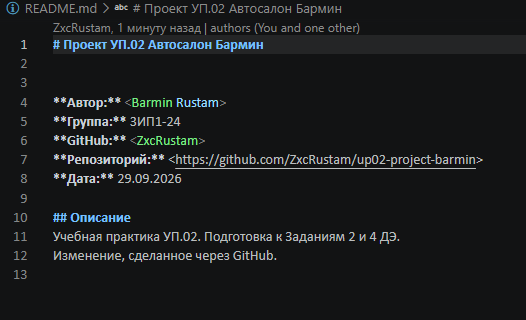 README.md > # Проект УП.02 Автосалон Бармин
ZxcRustam, 1 минуту назад | authors (You and one other)
1 # Проект УП.02 Автосалон Бармин
2
3
4 **Автор:** <Barmin Rustam>
5 **Группа:** ЗИП1-24
6 **GitHub:** <ZxcRustam>
7 **Репозиторий:** <https://github.com/ZxcRustam/up02-project-barmin>
8 **Дата:** 29.09.2026
9
10 ## Описание
11 Учебная практика УП.02. Подготовка к Заданиям 2 и 4 ДЭ.
12 Изменение, сделанное через GitHub.
13